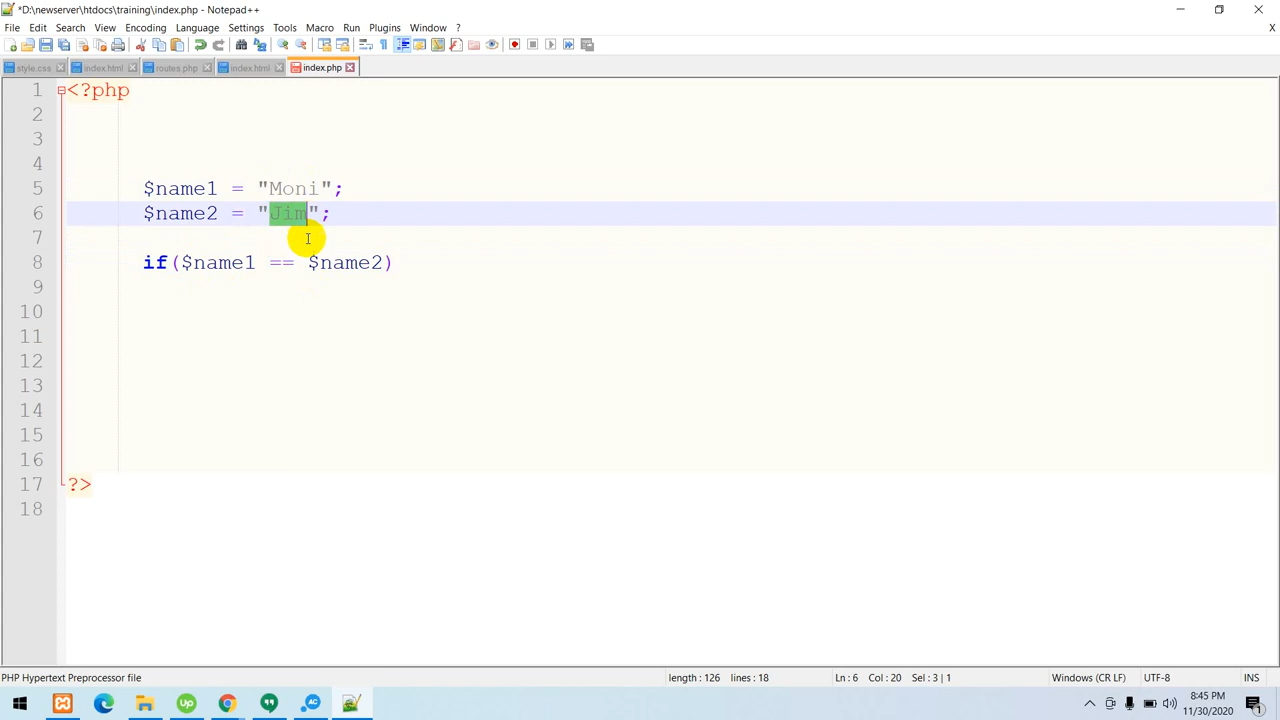 *D:\newserver\htdocs\training\index.php - Notepad++
File Edit Search View Encoding Language Settings Tools Macro Run Plugins Window ?
X
style.css index.html routes.php index.html index.php
1 <?php
2
3
4
5 $name1 = "Moni";
6 $name2 = "Jim";
7
8 if($name1 == $name2)
9
10
11
12
13
14
15
16
17 ?>
18
PHP Hypertext Preprocessor file length : 126 lines : 18 Ln : 6 Col : 20 Sel : 3 | 1 Windows (CR LF) UTF-8 INS
Up AC 8:45 PM
11/30/2020 1